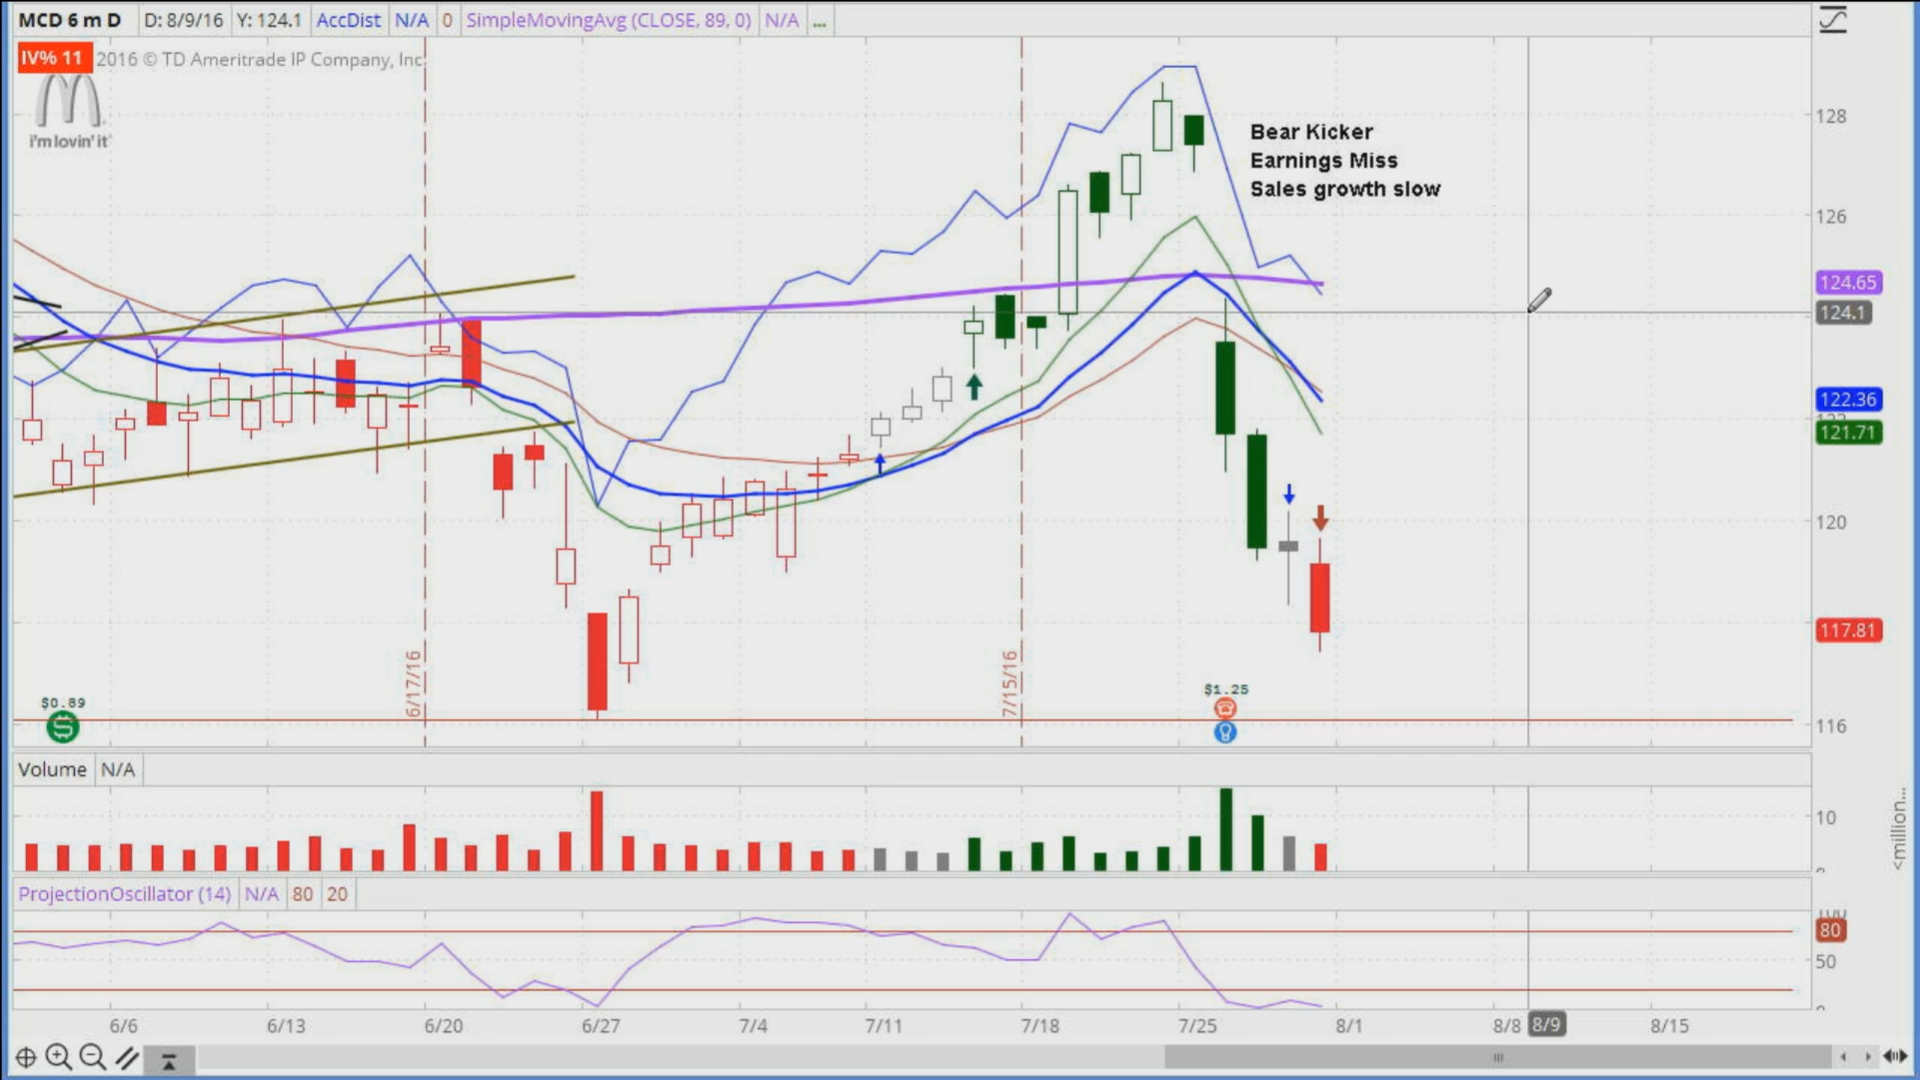 MCD 6 m D D: 8/9/16 Y: 124.1 AccDist N/A 0 SimpleMovingAvg (CLOSE, 89, 0) N/A ...
IV% 11 2016 © TD Ameritrade IP Company, Inc
i'm lovin' it
Bear Kicker
Earnings Miss
Sales growth slow
128
126
124.65
124.1
122.36
121.71
120
117.81
116
6/17/16
7/15/16
$0.89
$1.25
Volume N/A
10
<million...
ProjectionOscillator (14) N/A 80 20
80
50
6/6 6/13 6/20 6/27 7/4 7/11 7/18 7/25 8/1 8/8 8/9 8/15